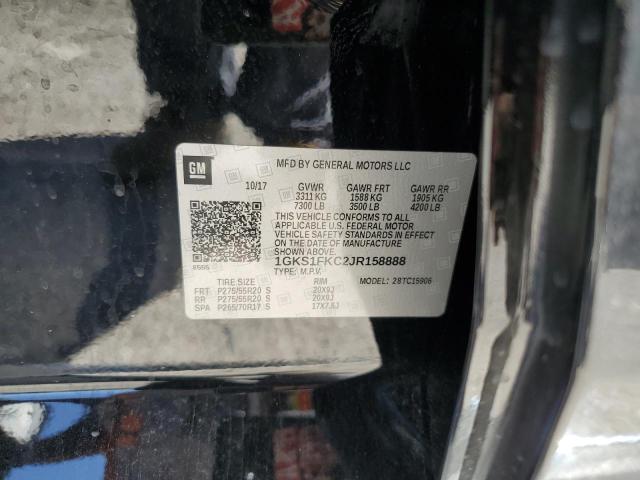 GM
MFD BY GENERAL MOTORS LLC
10/17 GVWR GAWR FRT GAWR RR
3311 KG 1588 KG 1905 KG
7300 LB 3500 LB 4200 LB
THIS VEHICLE CONFORMS TO ALL
APPLICABLE U.S. FEDERAL MOTOR
VEHICLE SAFETY STANDARDS IN EFFECT
ON THE DATE OF MANUFACTURE
SHOWN ABOVE.
1GKS1FKC2JR158888
TYPE: M.P.V.
TIRE SIZE RIM MODEL: 28TC15906
FRT P275/55R20 S 20X9J
RR P275/55R20 S 20X9J
SPA P265/70R17 S 17X7.5J